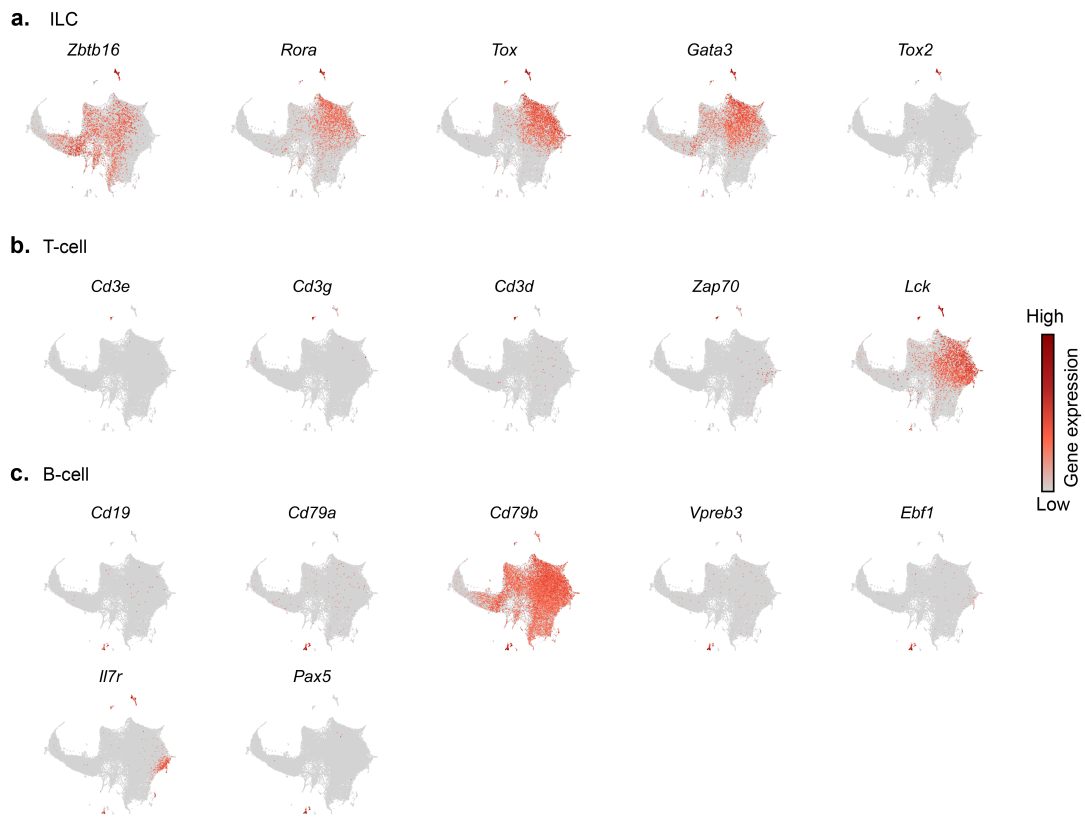 a. ILC
Zbtb16 Rora Tox Gata3 Tox2
b. T-cell
Cd3e Cd3g Cd3d Zap70 Lck
High
Gene expression
Low
c. B-cell
Cd19 Cd79a Cd79b Vpreb3 Ebf1
Il7r Pax5